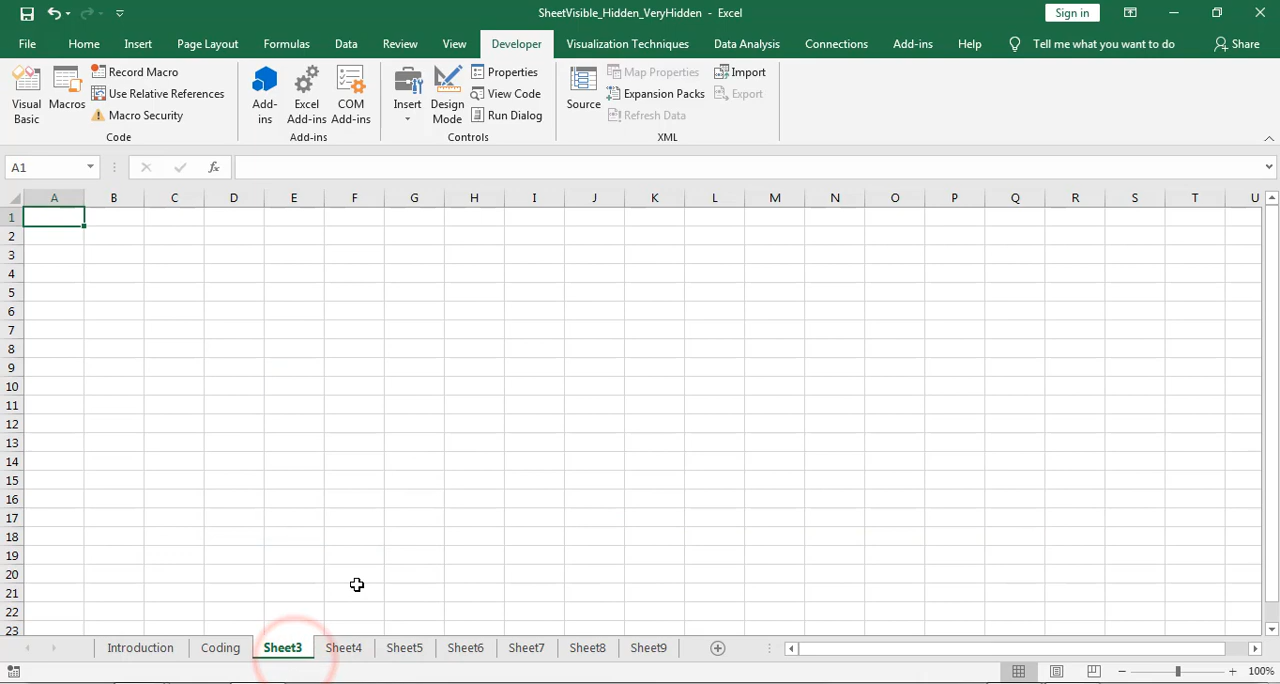 SheetVisible_Hidden_VeryHidden - Excel
Sign in
File Home Insert Page Layout Formulas Data Review View Developer Visualization Techniques Data Analysis Connections Add-ins Help Tell me what you want to do Share
Visual Basic
Macros
Record Macro
Use Relative References
Macro Security
Code
Add-ins
Excel Add-ins
COM Add-ins
Add-ins
Insert
Design Mode
Properties
View Code
Run Dialog
Controls
Source
Map Properties
Expansion Packs
Refresh Data
Import
Export
XML
A1
fx
A B C D E F G H I J K L M N O P Q R S T U
1
2
3
4
5
6
7
8
9
10
11
12
13
14
15
16
17
18
19
20
21
22
23
Introduction Coding Sheet3 Sheet4 Sheet5 Sheet6 Sheet7 Sheet8 Sheet9
100%